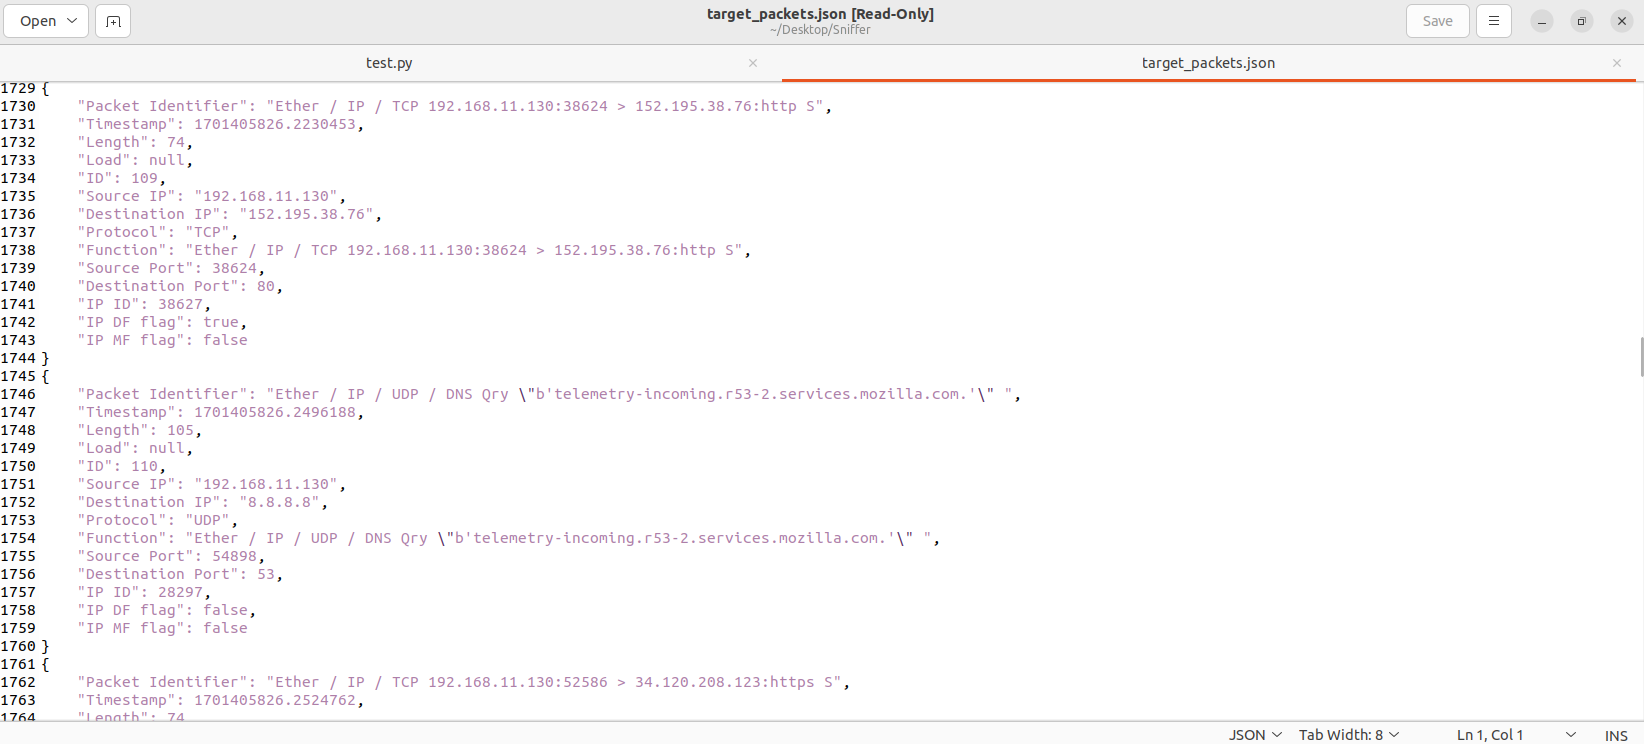 Open
target_packets.json [Read-Only]
~/Desktop/Sniffer
Save
test.py
target_packets.json
1729 {
1730 "Packet Identifier": "Ether / IP / TCP 192.168.11.130:38624 > 152.195.38.76:http S",
1731 "Timestamp": 1701405826.2230453,
1732 "Length": 74,
1733 "Load": null,
1734 "ID": 109,
1735 "Source IP": "192.168.11.130",
1736 "Destination IP": "152.195.38.76",
1737 "Protocol": "TCP",
1738 "Function": "Ether / IP / TCP 192.168.11.130:38624 > 152.195.38.76:http S",
1739 "Source Port": 38624,
1740 "Destination Port": 80,
1741 "IP ID": 38627,
1742 "IP DF flag": true,
1743 "IP MF flag": false
1744 }
1745 {
1746 "Packet Identifier": "Ether / IP / UDP / DNS Qry \"b'telemetry-incoming.r53-2.services.mozilla.com.'\" ",
1747 "Timestamp": 1701405826.2496188,
1748 "Length": 105,
1749 "Load": null,
1750 "ID": 110,
1751 "Source IP": "192.168.11.130",
1752 "Destination IP": "8.8.8.8",
1753 "Protocol": "UDP",
1754 "Function": "Ether / IP / UDP / DNS Qry \"b'telemetry-incoming.r53-2.services.mozilla.com.'\" ",
1755 "Source Port": 54898,
1756 "Destination Port": 53,
1757 "IP ID": 28297,
1758 "IP DF flag": false,
1759 "IP MF flag": false
1760 }
1761 {
1762 "Packet Identifier": "Ether / IP / TCP 192.168.11.130:52586 > 34.120.208.123:https S",
1763 "Timestamp": 1701405826.2524762,
1764 "Length": 74
JSON Tab Width: 8 Ln 1, Col 1 INS